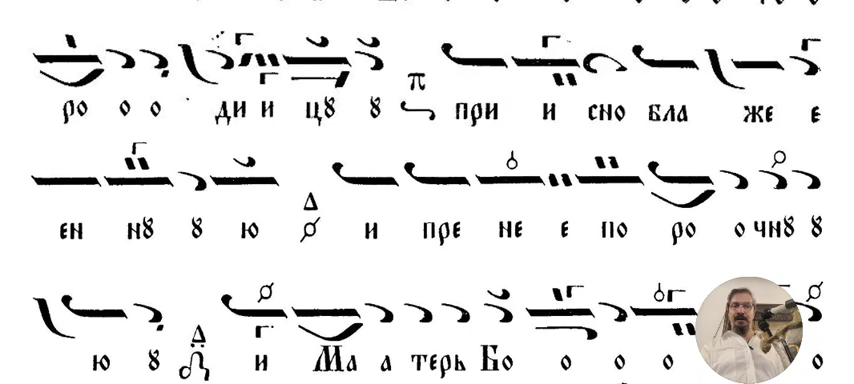 ро о о ди и цꙋ ꙋ π при и сно бла же е
ен нꙋ ꙋ ю Δ и пре не е по ро о чнꙋ ꙋ
ю ꙋ Δ и Ма а терь Бо о о о о